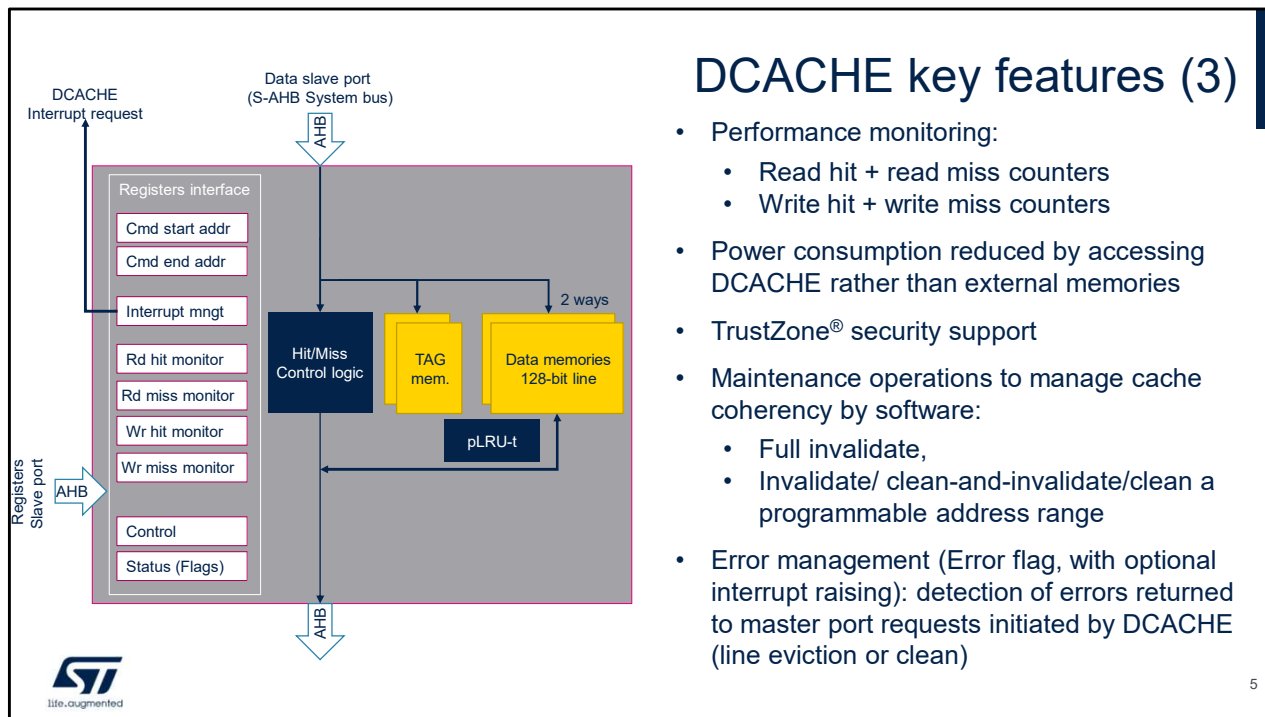 DCACHE key features (3)
DCACHE
Interrupt request
Data slave port
(S-AHB System bus)
AHB
Registers interface
Cmd start addr
Cmd end addr
Interrupt mngt
Rd hit monitor
Rd miss monitor
Wr hit monitor
Wr miss monitor
Control
Status (Flags)
Registers
Slave port
AHB
Hit/Miss
Control logic
TAG
mem.
2 ways
Data memories
128-bit line
pLRU-t
AHB
• Performance monitoring:
• Read hit + read miss counters
• Write hit + write miss counters
• Power consumption reduced by accessing
DCACHE rather than external memories
• TrustZone® security support
• Maintenance operations to manage cache
coherency by software:
• Full invalidate,
• Invalidate/ clean-and-invalidate/clean a
programmable address range
• Error management (Error flag, with optional
interrupt raising): detection of errors returned
to master port requests initiated by DCACHE
(line eviction or clean)
ST
life.augmented
5